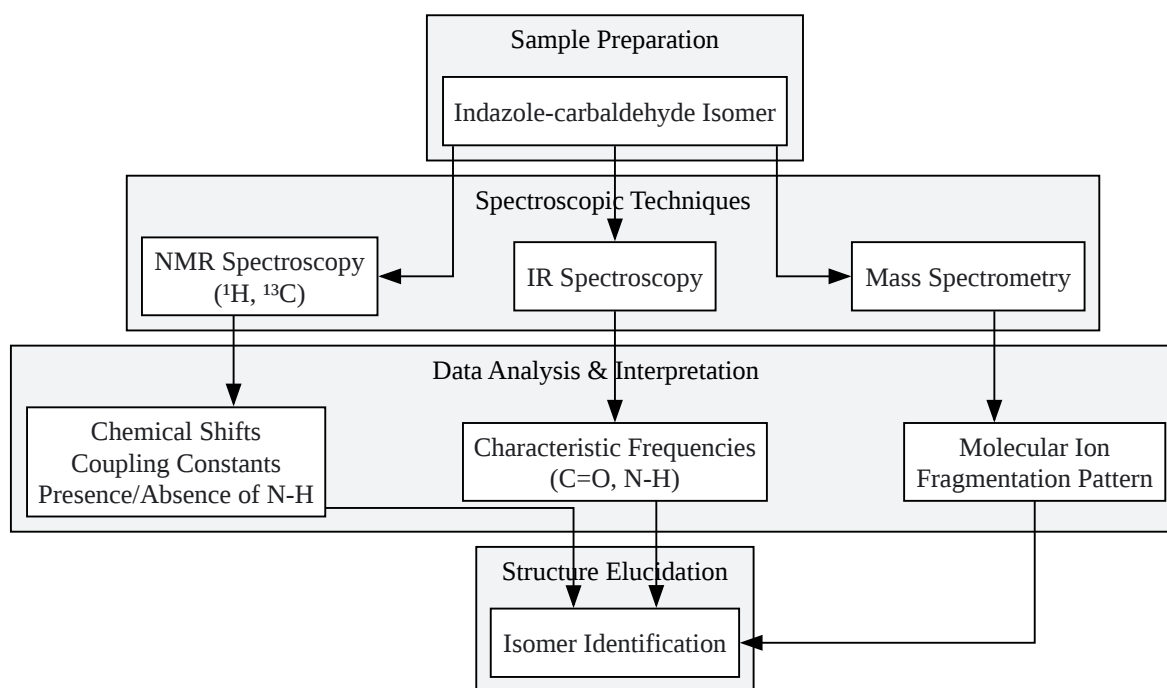 Sample Preparation
Indazole-carbaldehyde Isomer
Spectroscopic Techniques
NMR Spectroscopy
(¹H, ¹³C)
IR Spectroscopy
Mass Spectrometry
Data Analysis & Interpretation
Chemical Shifts
Coupling Constants
Presence/Absence of N-H
Characteristic Frequencies
(C=O, N-H)
Molecular Ion
Fragmentation Pattern
Structure Elucidation
Isomer Identification